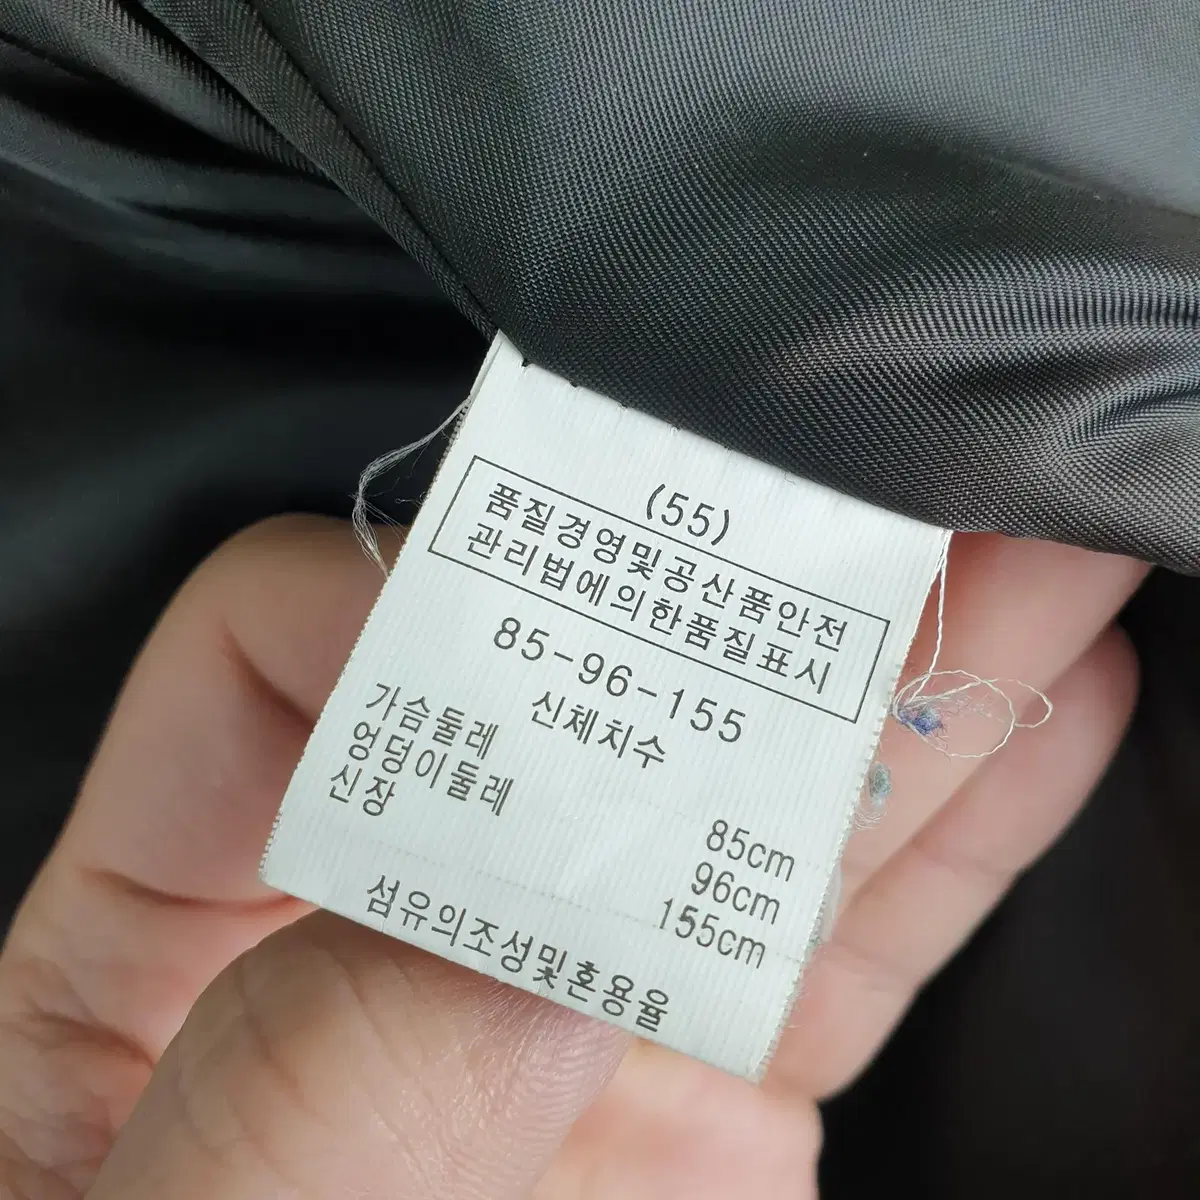 (55)
품질경영및공산품안전
관리법에의한품질표시
85-96-155
신체치수
가슴둘레 85cm
엉덩이둘레 96cm
신장 155cm
섬유의조성및혼용율